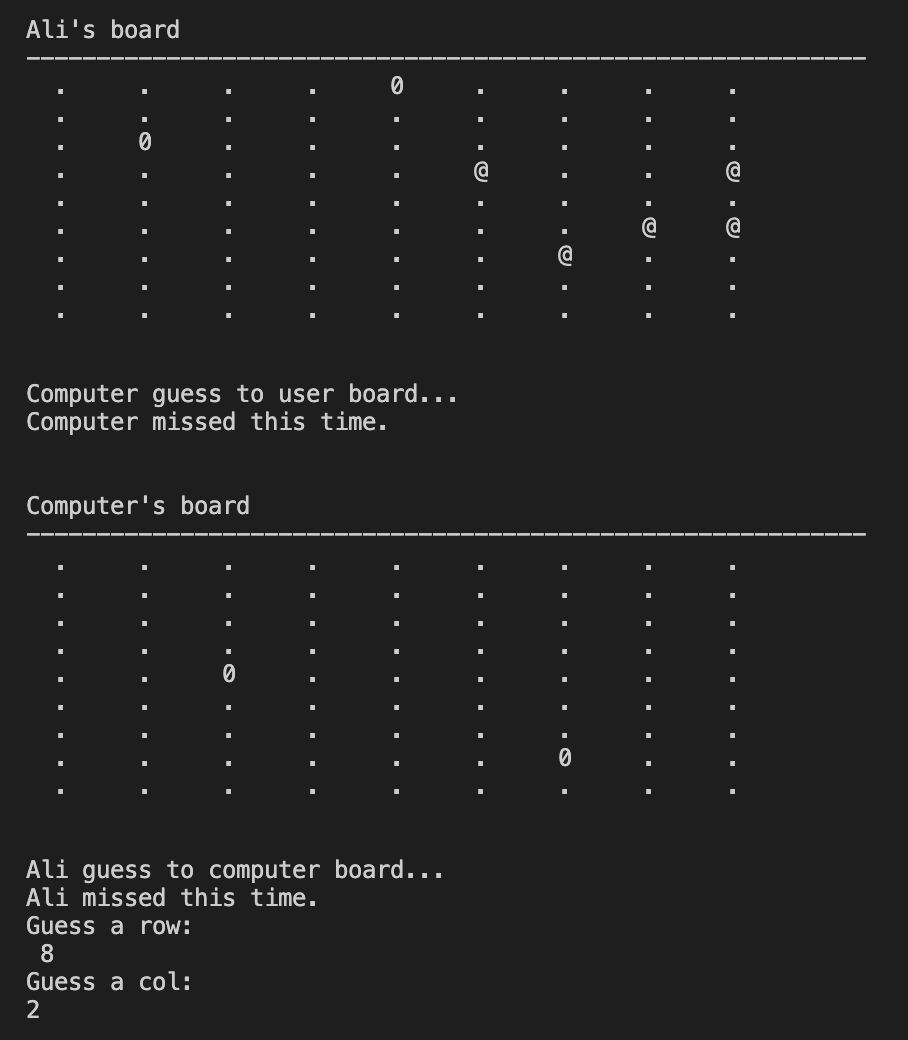 Ali's board
------------------------------------------------------------
. . . . 0 . . . .
. . . . . . . . .
. 0 . . . . . . .
. . . . . @ . . @
. . . . . . . . .
. . . . . . . @ @
. . . . . . @ . .
. . . . . . . . .
. . . . . . . . .
Computer guess to user board...
Computer missed this time.
Computer's board
------------------------------------------------------------
. . . . . . . . .
. . . . . . . . .
. . . . . . . . .
. . . . . . . . .
. . 0 . . . . . .
. . . . . . . . .
. . . . . . . . .
. . . . . . 0 . .
. . . . . . . . .
Ali guess to computer board...
Ali missed this time.
Guess a row:
8
Guess a col:
2